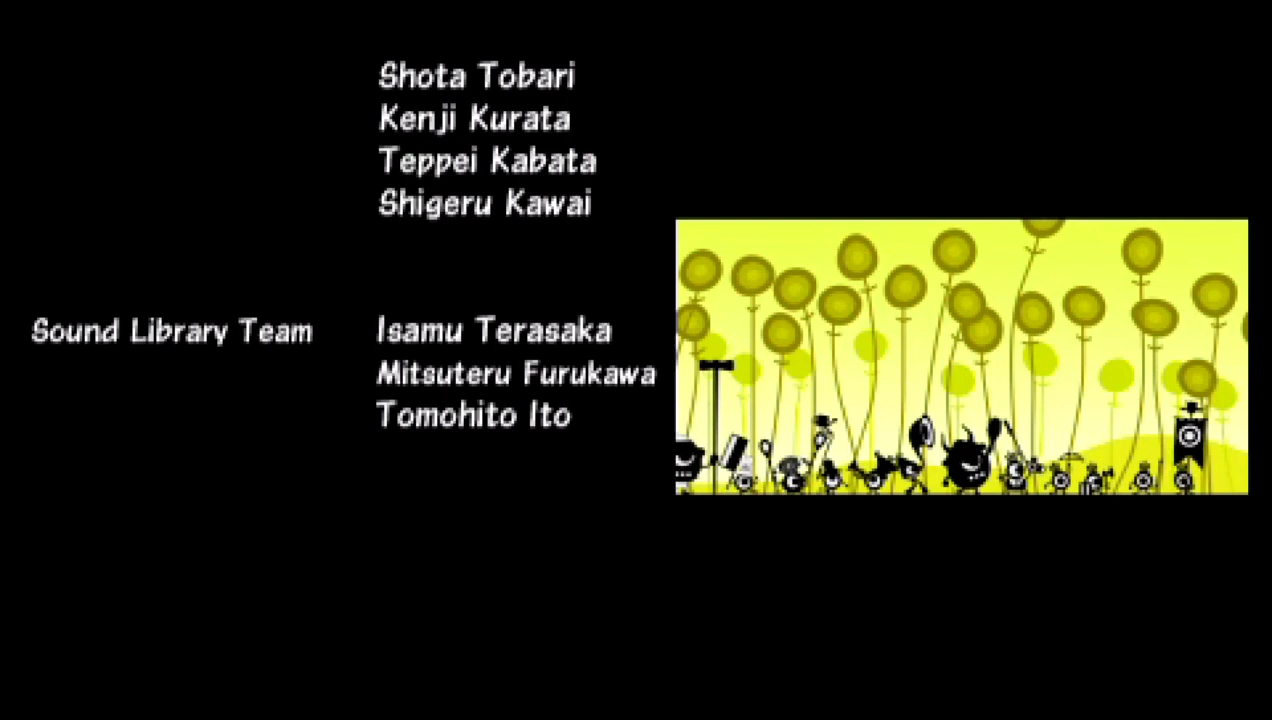 Shota Tobari
Kenji Kurata
Teppei Kabata
Shigeru Kawai
Sound Library Team Isamu Terasaka
Mitsuteru Furukawa
Tomohito Ito